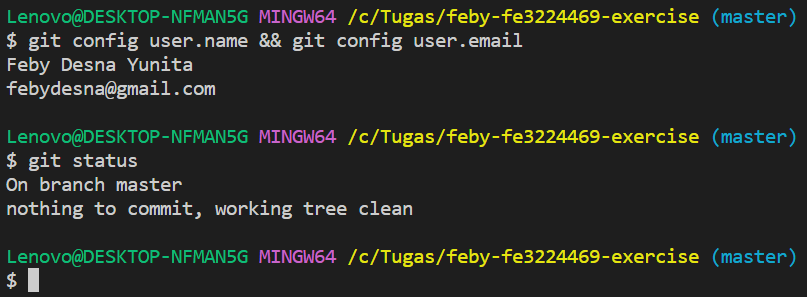 Lenovo@DESKTOP-NFMAN5G MINGW64 /c/Tugas/feby-fe3224469-exercise (master)
$ git config user.name && git config user.email
Feby Desna Yunita
febydesna@gmail.com
Lenovo@DESKTOP-NFMAN5G MINGW64 /c/Tugas/feby-fe3224469-exercise (master)
$ git status
On branch master
nothing to commit, working tree clean
Lenovo@DESKTOP-NFMAN5G MINGW64 /c/Tugas/feby-fe3224469-exercise (master)
$